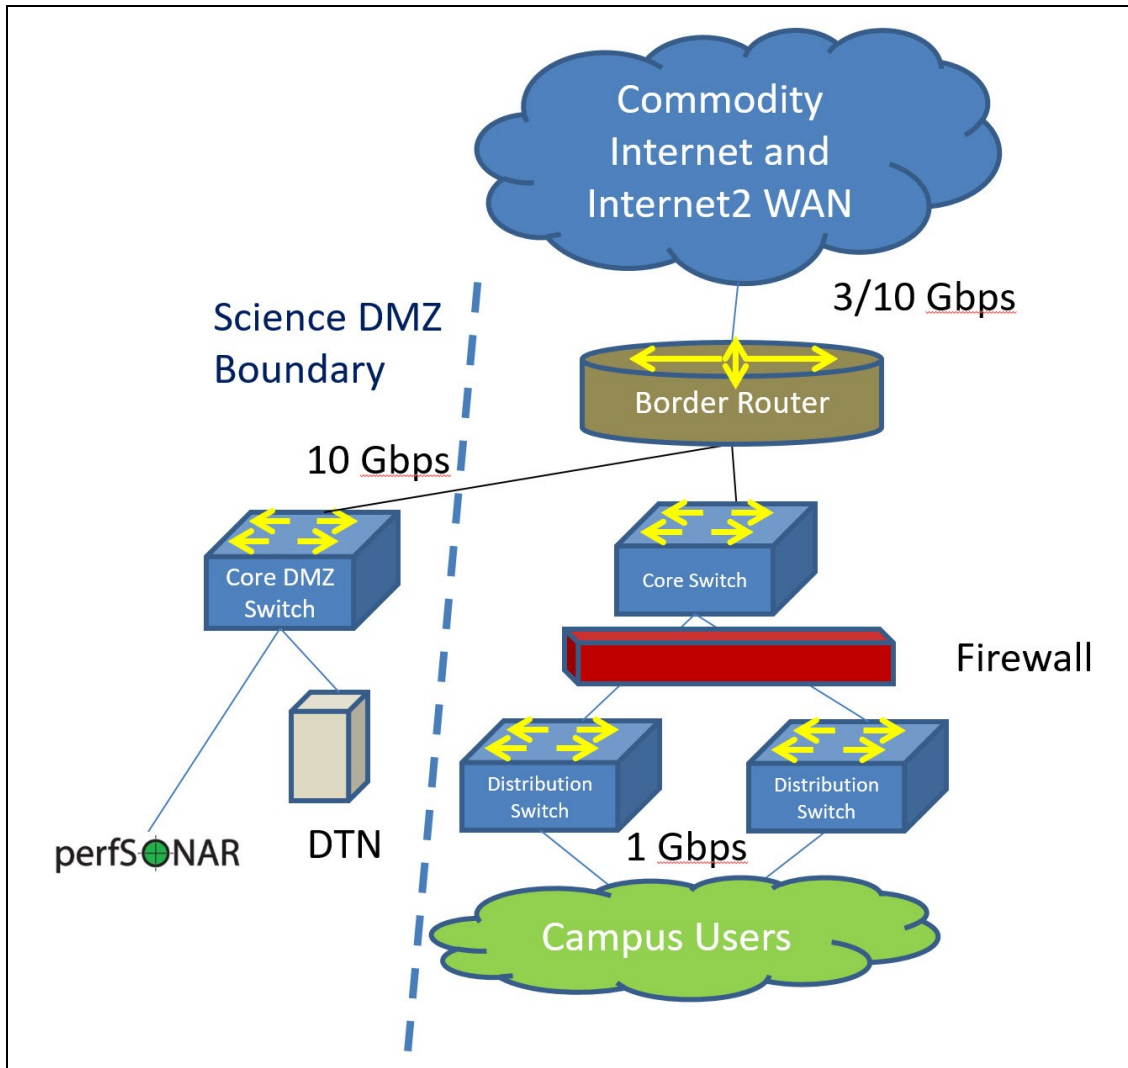 Commodity
Internet and
Internet2 WAN
3/10 Gbps
Science DMZ
Boundary
Border Router
10 Gbps
Core DMZ
Switch
Core Switch
Firewall
Distribution
Switch
Distribution
Switch
perfSONAR
DTN
1 Gbps
Campus Users